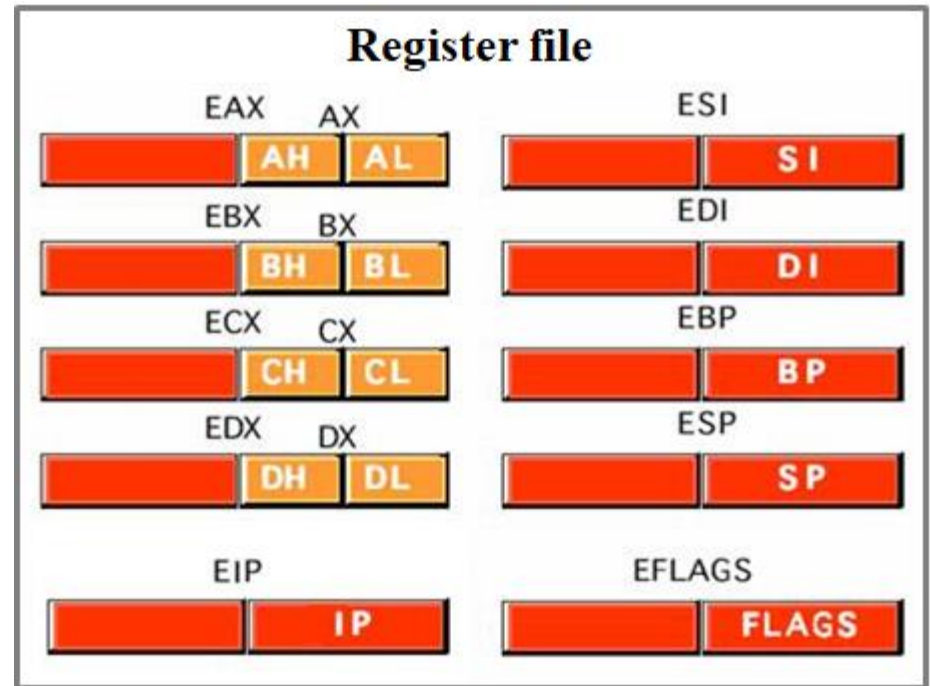 Register file
EAX AX
AH AL
EBX BX
BH BL
ECX CX
CH CL
EDX DX
DH DL
EIP
IP
ESI
SI
EDI
DI
EBP
BP
ESP
SP
EFLAGS
FLAGS